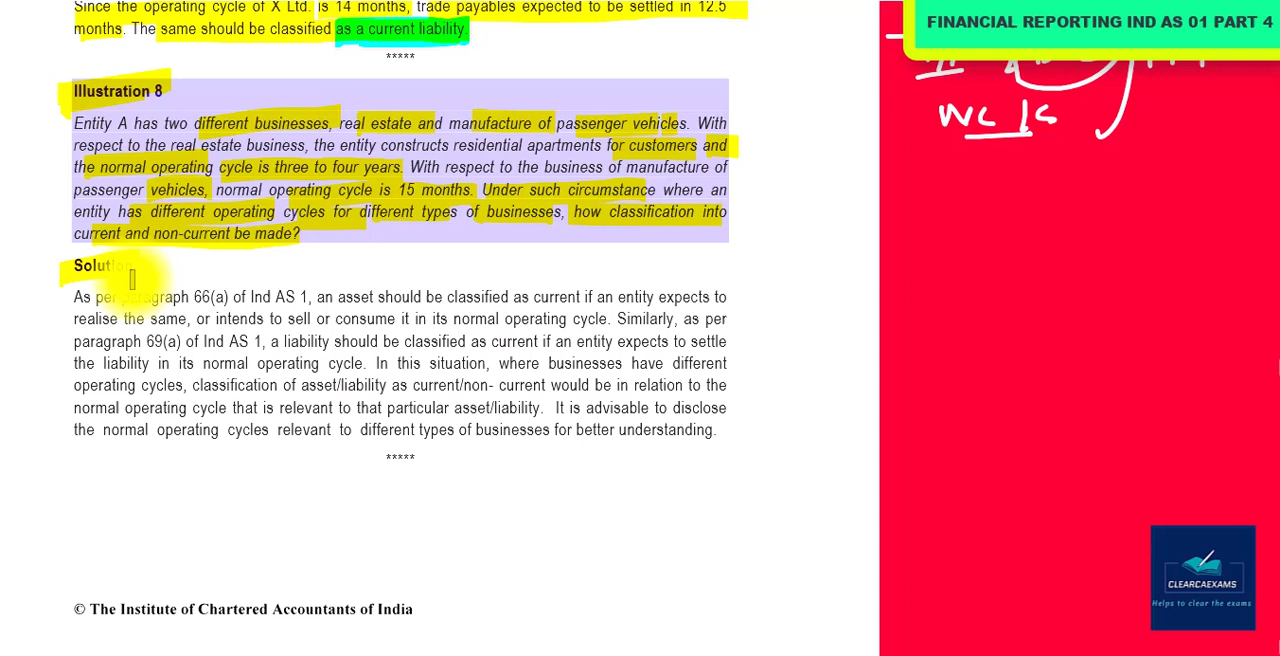 Since the operating cycle of X Ltd. is 14 months, trade payables expected to be settled in 12.5
months. The same should be classified as a current liability.
*****
Illustration 8
Entity A has two different businesses, real estate and manufacture of passenger vehicles. With
respect to the real estate business, the entity constructs residential apartments for customers and
the normal operating cycle is three to four years. With respect to the business of manufacture of
passenger vehicles, normal operating cycle is 15 months. Under such circumstance where an
entity has different operating cycles for different types of businesses, how classification into
current and non-current be made?
Solution
As per paragraph 66(a) of Ind AS 1, an asset should be classified as current if an entity expects to
realise the same, or intends to sell or consume it in its normal operating cycle. Similarly, as per
paragraph 69(a) of Ind AS 1, a liability should be classified as current if an entity expects to settle
the liability in its normal operating cycle. In this situation, where businesses have different
operating cycles, classification of asset/liability as current/non- current would be in relation to the
normal operating cycle that is relevant to that particular asset/liability. It is advisable to disclose
the normal operating cycles relevant to different types of businesses for better understanding.
*****
© The Institute of Chartered Accountants of India
FINANCIAL REPORTING IND AS 01 PART 4
CLEARCAEXAMS
Helps to clear the exams